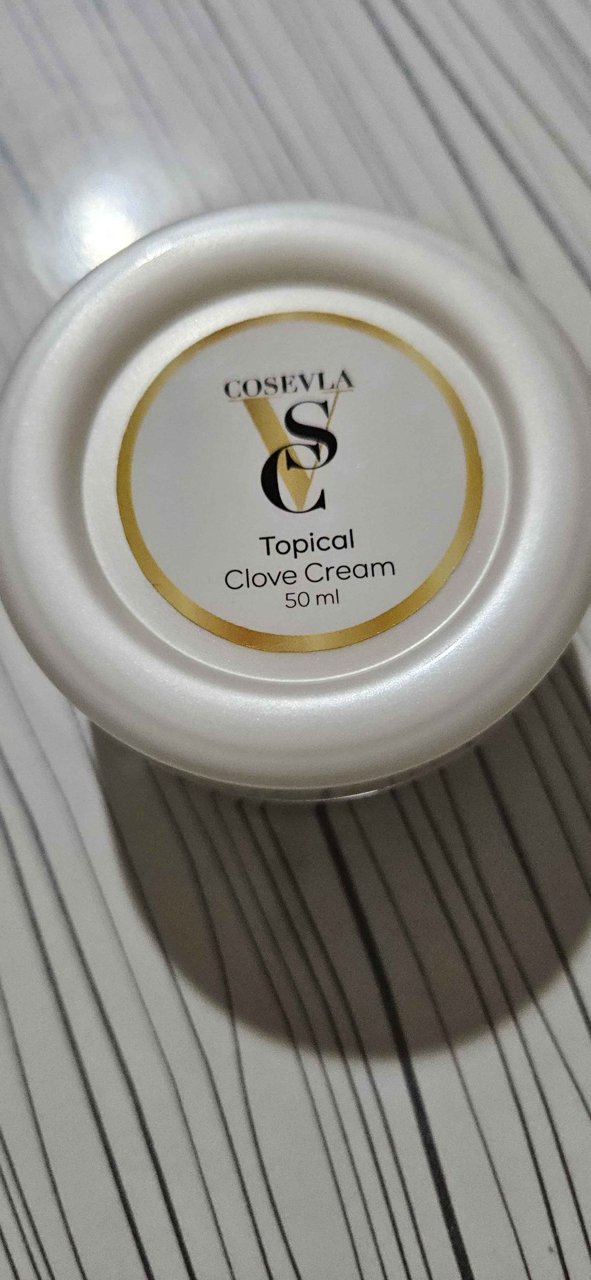 COSEVLA
VSC
Topical
Clove Cream
50 ml